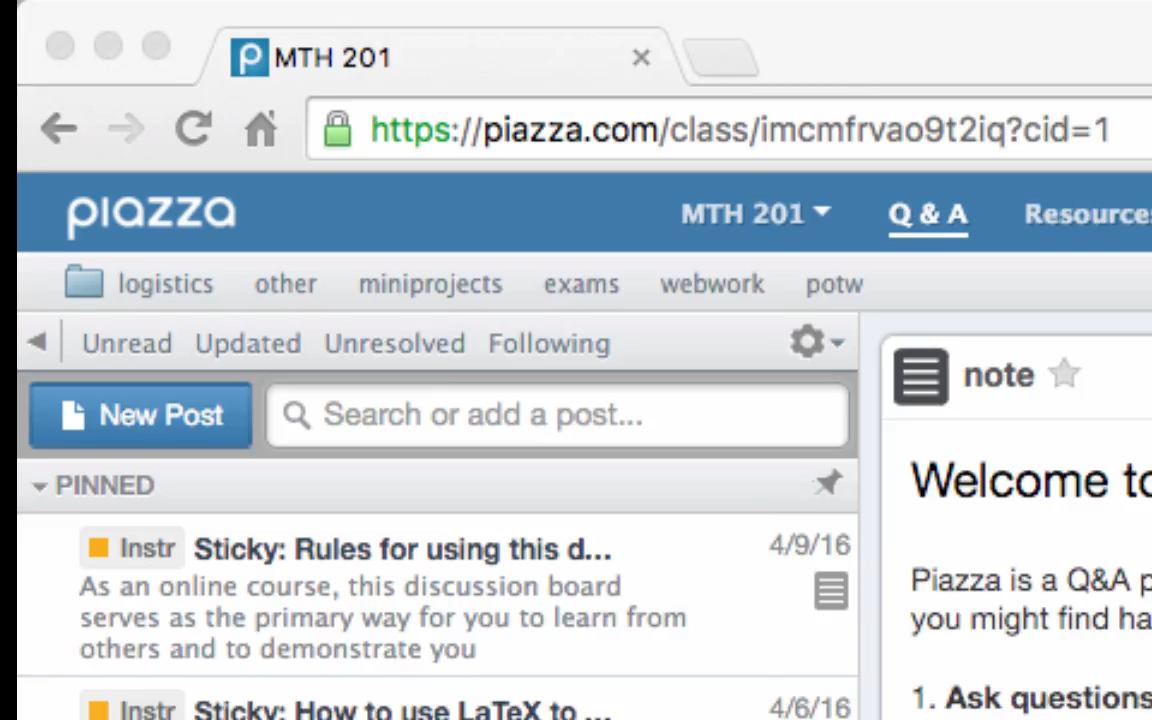 MTH 201
https://piazza.com/class/imcmfrvao9t2iq?cid=1
piazza MTH 201 Q & A Resource
logistics other miniprojects exams webwork potw
Unread Updated Unresolved Following
note
New Post Search or add a post...
Welcome to
PINNED
Instr Sticky: Rules for using this d... 4/9/16
As an online course, this discussion board
serves as the primary way for you to learn from
others and to demonstrate you
Piazza is a Q&A p
you might find ha
1. Ask questions
Instr Sticky: How to use LaTeX to ... 4/6/16